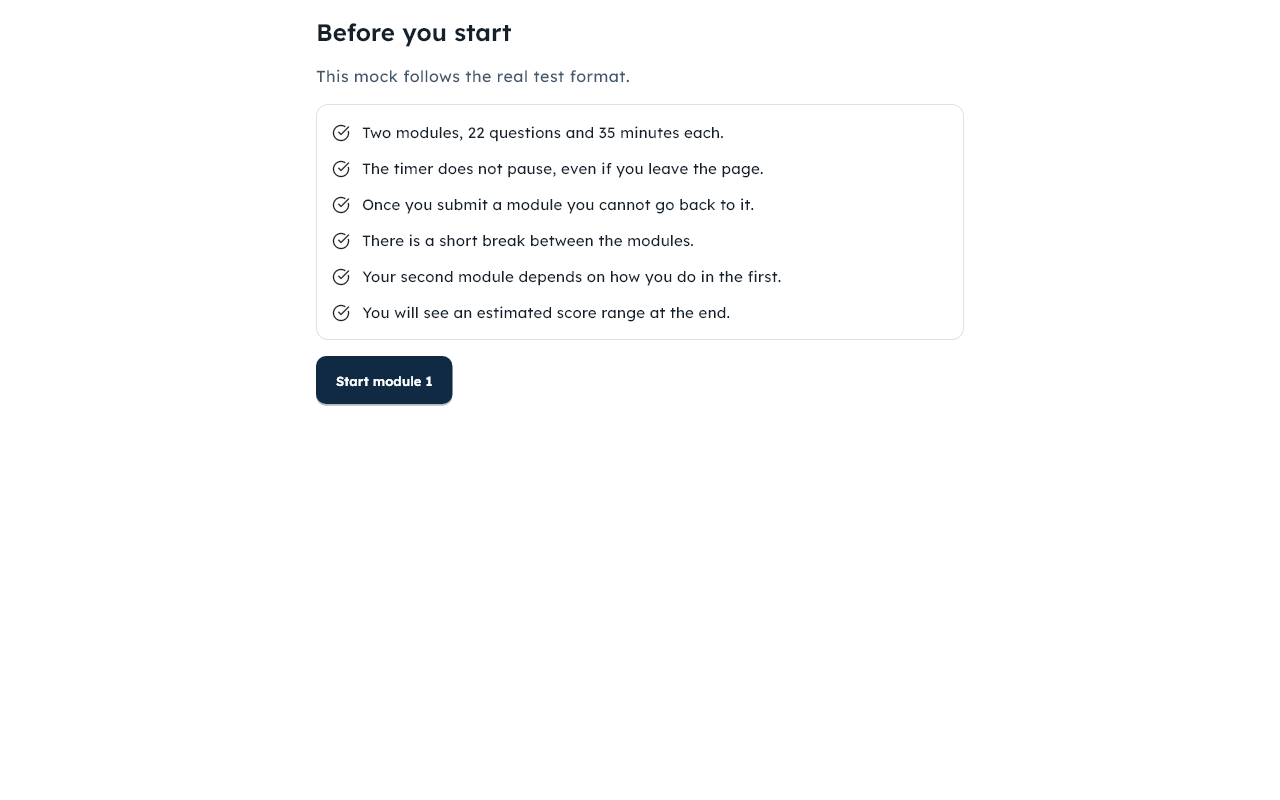 Before you start
This mock follows the real test format.
Two modules, 22 questions and 35 minutes each.
The timer does not pause, even if you leave the page.
Once you submit a module you cannot go back to it.
There is a short break between the modules.
Your second module depends on how you do in the first.
You will see an estimated score range at the end.
Start module 1